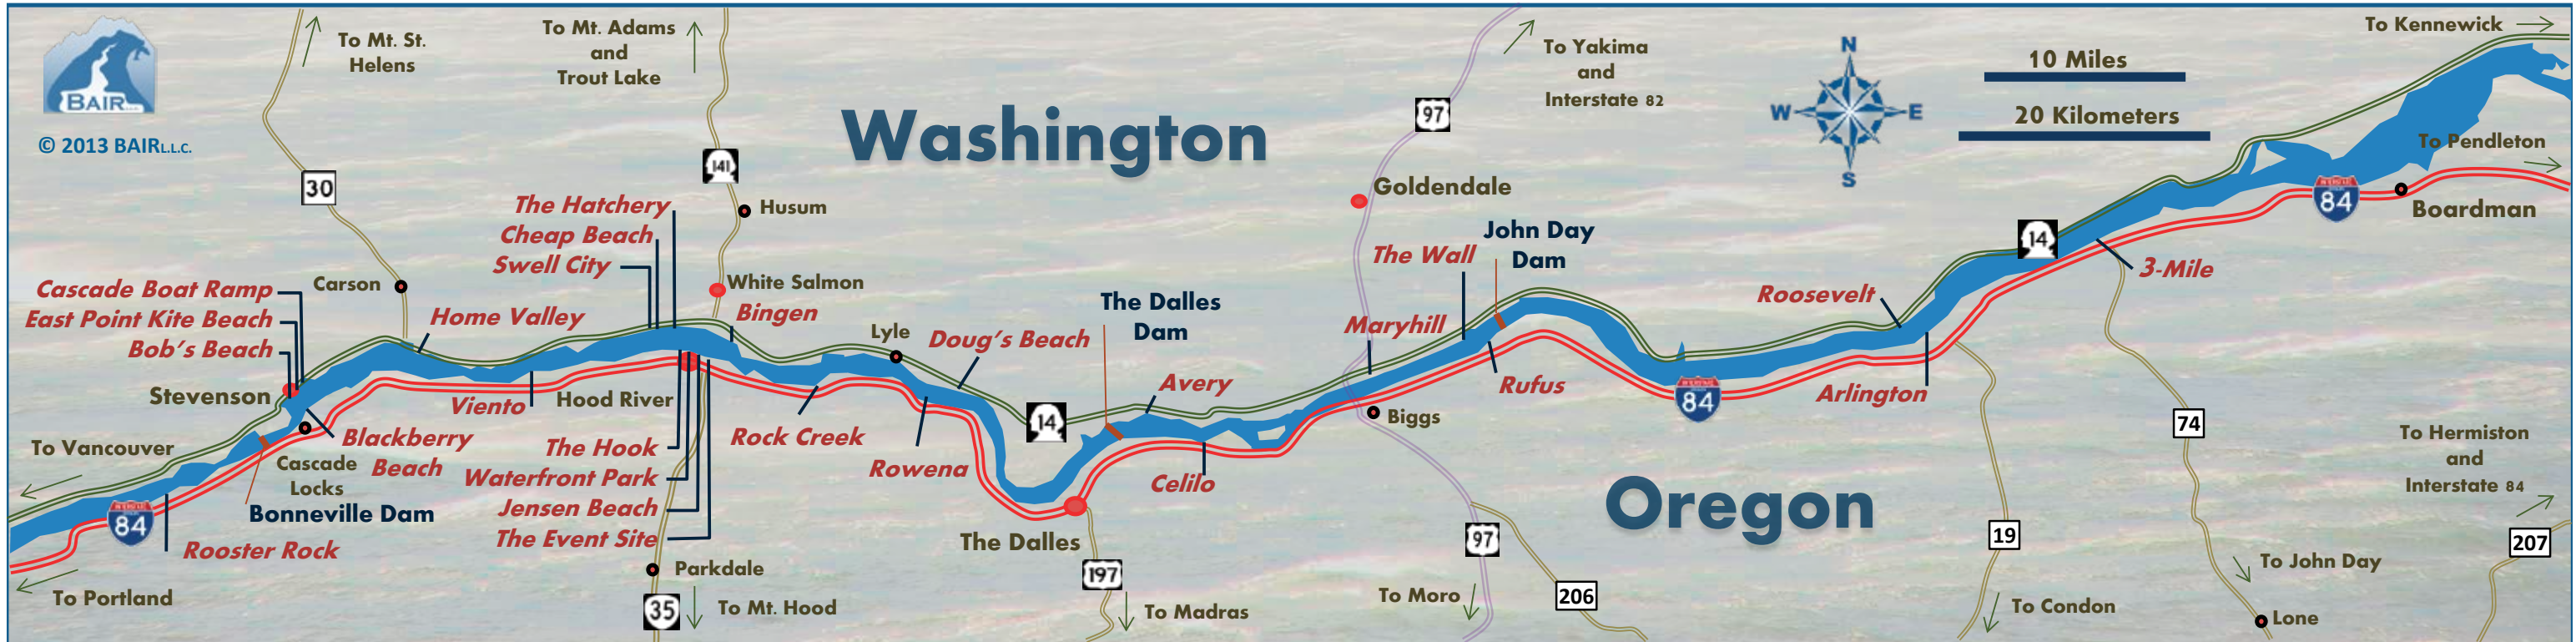 To Mt. St.
Helens
To Mt. Adams
and
Trout Lake
To Yakima
and
Interstate 82
N
W
E
S
10 Miles
20 Kilometers
To Kennewick
BAIR L.L.C.
© 2013 BAIR L.L.C.
Washington
97
To Pendleton
30
141
84
Boardman
Goldendale
Husum
The Hatchery
Cheap Beach
Swell City
John Day
Dam
The Wall
14
3-Mile
Cascade Boat Ramp
East Point Kite Beach
Bob's Beach
Carson
Home Valley
White Salmon
Bingen
Lyle
Doug's Beach
The Dalles
Dam
Maryhill
Roosevelt
Stevenson
Viento
Hood River
Rock Creek
Rowena
14
Avery
Celilo
Biggs
Rufus
84
Arlington
To Vancouver
Blackberry
Beach
Cascade
Locks
Bonneville Dam
84
Rooster Rock
To Portland
The Hook
Waterfront Park
Jensen Beach
The Event Site
Parkdale
35
To Mt. Hood
The Dalles
197
To Madras
Oregon
97
To Moro
206
19
To Condon
74
To John Day
Lone
To Hermiston
and
Interstate 84
207